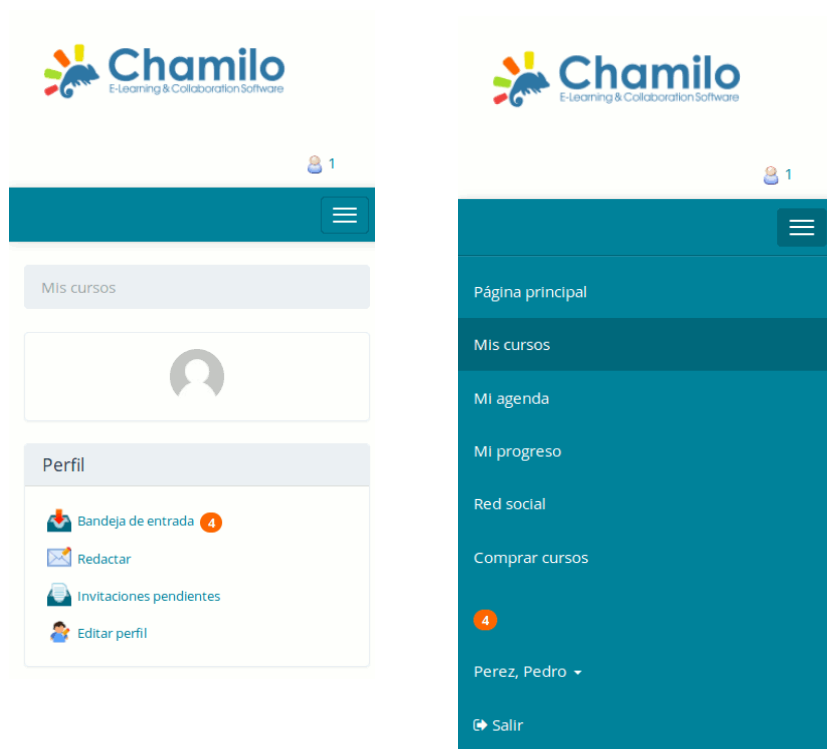 Chamilo
E-Learning & Collaboration Software
1
Mis cursos
Perfil
Bandeja de entrada 4
Redactar
Invitaciones pendientes
Editar perfil
Chamilo
E-Learning & Collaboration Software
1
Página principal
Mis cursos
Mi agenda
Mi progreso
Red social
Comprar cursos
4
Perez, Pedro
Salir